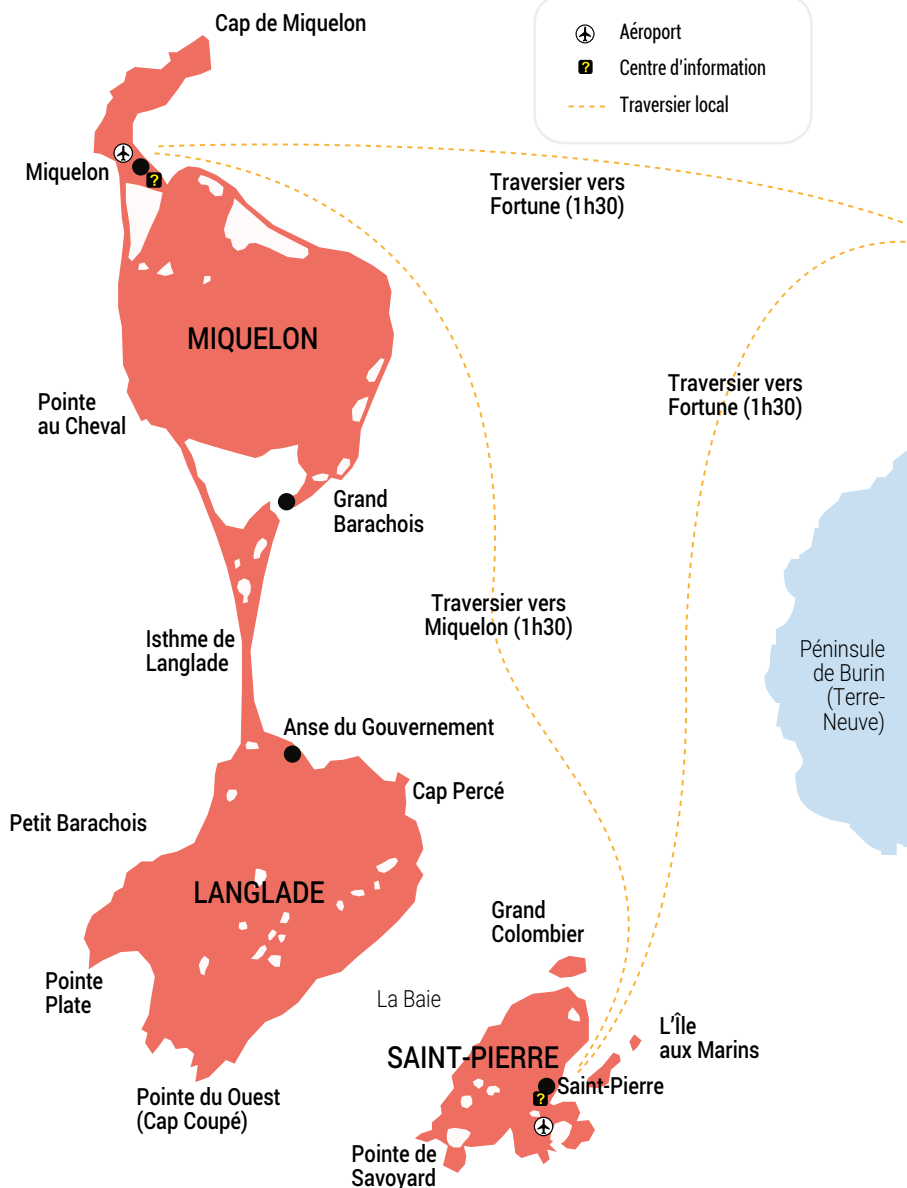 Cap de Miquelon
Aéroport
?
Centre d'information
Traversier local
Miquelon
?
Traversier vers
Fortune (1h30)
MIQUELON
Traversier vers
Fortune (1h30)
Pointe
au Cheval
Grand
Barachois
Traversier vers
Miquelon (1h30)
Isthme de
Langlade
Péninsule
de Burin
(Terre-
Neuve)
Anse du Gouvernement
Cap Percé
Petit Barachois
LANGLADE
Grand
Colombier
Pointe
Plate
La Baie
L'Île
aux Marins
SAINT-PIERRE
Saint-Pierre
?
Pointe du Ouest
(Cap Coupé)
Pointe de
Savoyard